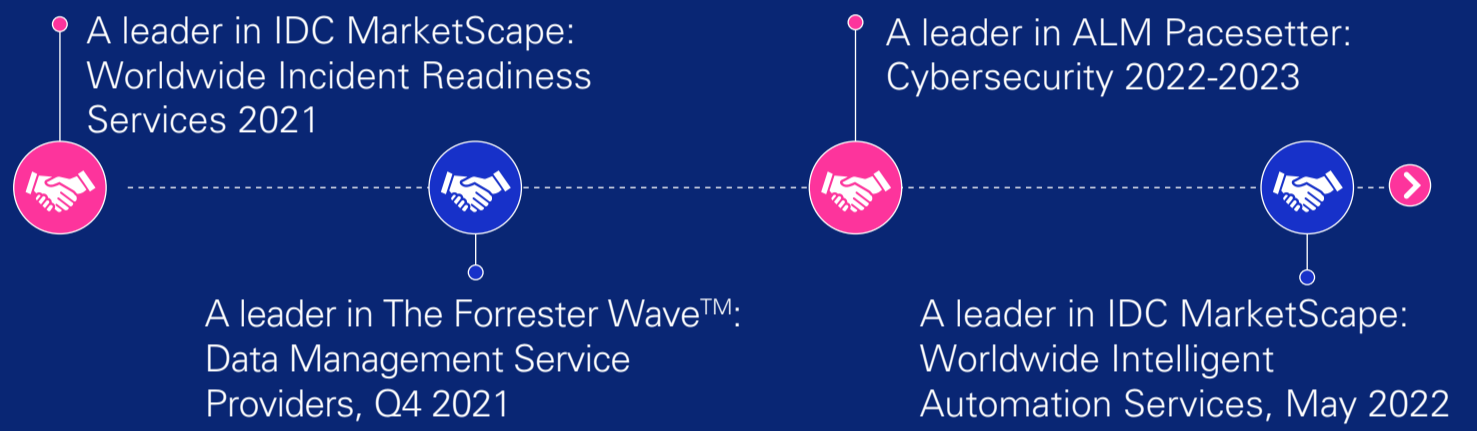 A leader in IDC MarketScape:
Worldwide Incident Readiness
Services 2021
A leader in The Forrester Wave™:
Data Management Service
Providers, Q4 2021
A leader in ALM Pacesetter:
Cybersecurity 2022-2023
A leader in IDC MarketScape:
Worldwide Intelligent
Automation Services, May 2022